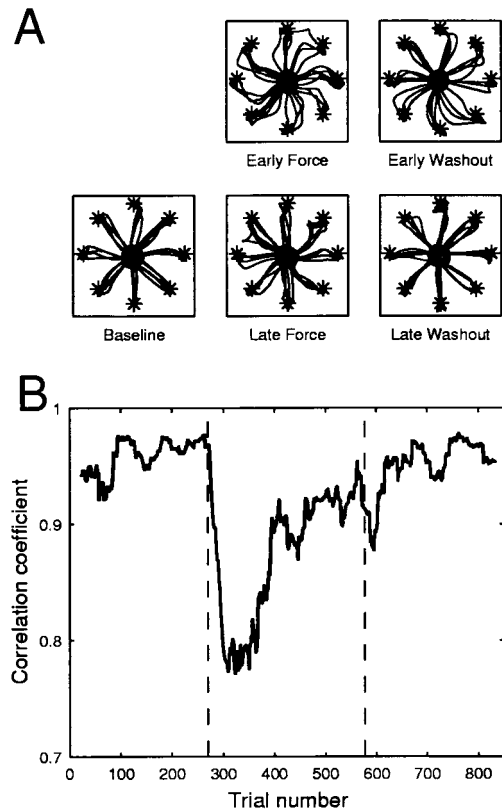 A
Early Force
Early Washout
Baseline
Late Force
Late Washout
B
Correlation coefficient
1
0.9
0.8
0.7
0
100
200
300
400
500
600
700
800
Trial number